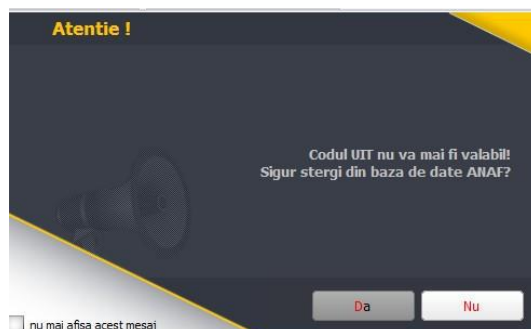 Atentie !
Codul UIT nu va mai fi valabil!
Sigur stergi din baza de date ANAF?
Da
Nu
nu mai afisa acest mesaj